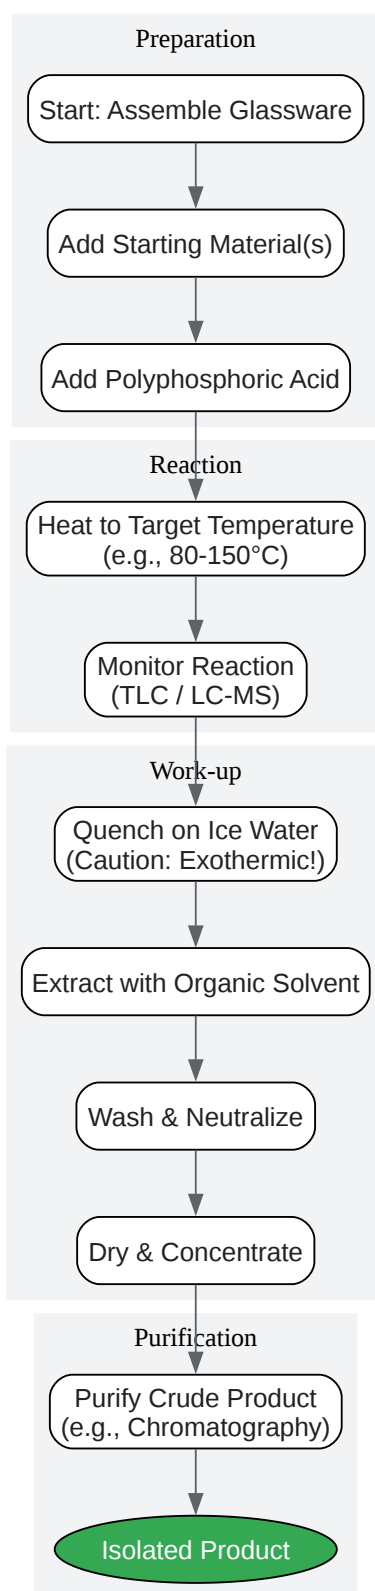 Preparation
Start: Assemble Glassware
Add Starting Material(s)
Add Polyphosphoric Acid
Reaction
Heat to Target Temperature
(e.g., 80-150°C)
Monitor Reaction
(TLC / LC-MS)
Work-up
Quench on Ice Water
(Caution: Exothermic!)
Extract with Organic Solvent
Wash & Neutralize
Dry & Concentrate
Purification
Purify Crude Product
(e.g., Chromatography)
Isolated Product